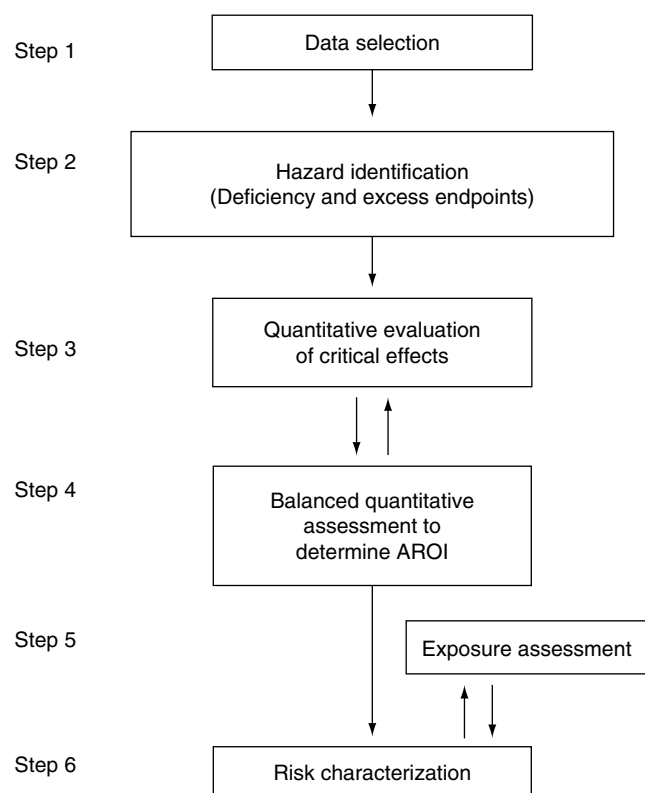 Step 1
Data selection
Step 2
Hazard identification
(Deficiency and excess endpoints)
Step 3
Quantitative evaluation
of critical effects
Step 4
Balanced quantitative
assessment to
determine AROI
Step 5
Exposure assessment
Step 6
Risk characterization